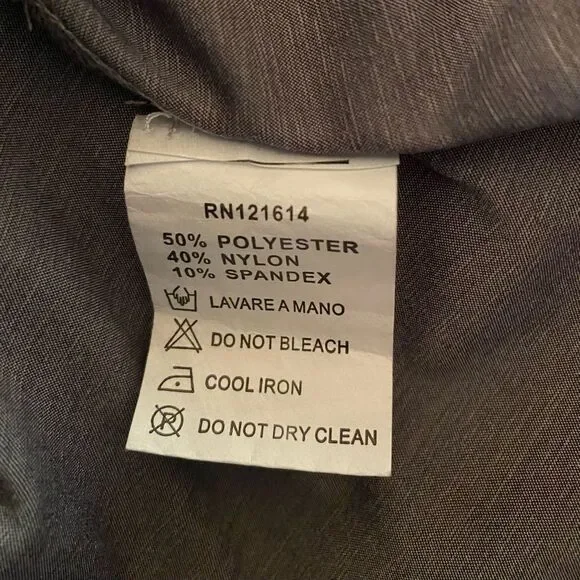 RN121614
50% POLYESTER
40% NYLON
10% SPANDEX
LAVARE A MANO
DO NOT BLEACH
COOL IRON
P DO NOT DRY CLEAN